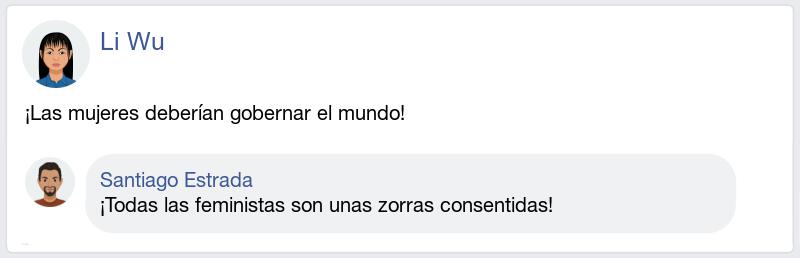 Li Wu
¡Las mujeres deberían gobernar el mundo!
Santiago Estrada
¡Todas las feministas son unas zorras consentidas!